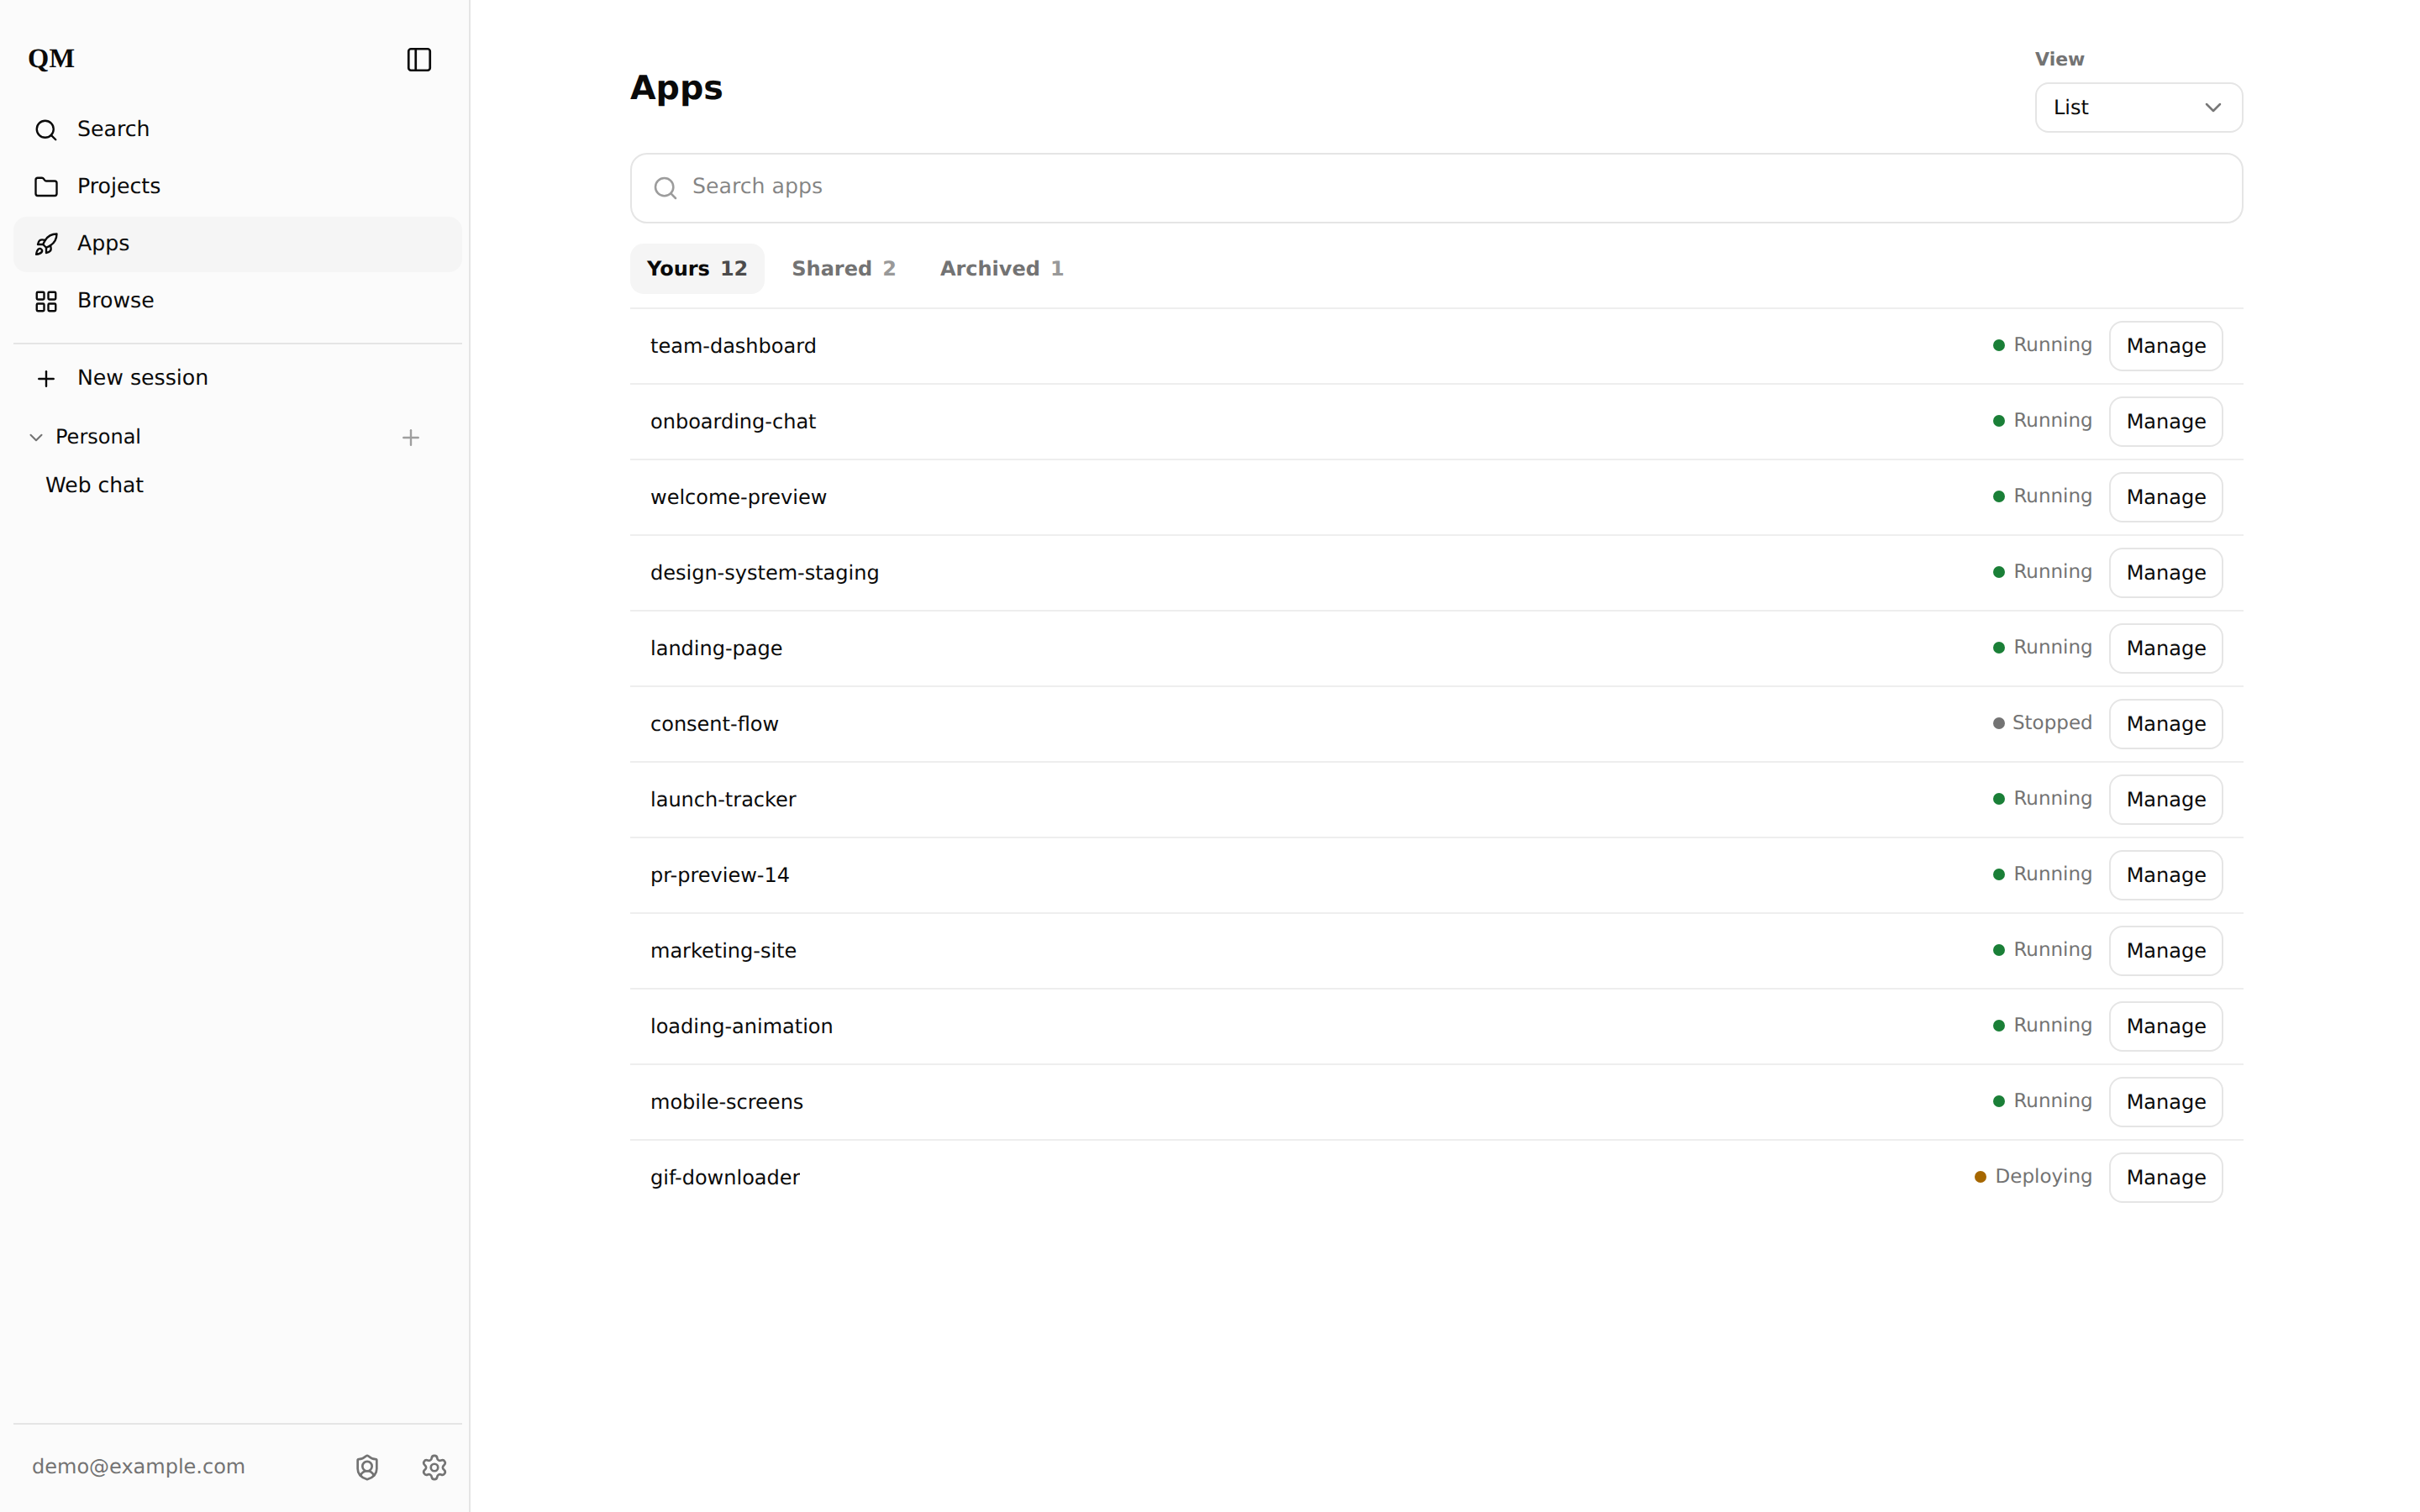 QM
Search
Projects
Apps
Browse
New session
Personal
Web chat
demo@example.com
Apps
View
List
Search apps
Yours 12 Shared 2 Archived 1
team-dashboard Running Manage
onboarding-chat Running Manage
welcome-preview Running Manage
design-system-staging Running Manage
landing-page Running Manage
consent-flow Stopped Manage
launch-tracker Running Manage
pr-preview-14 Running Manage
marketing-site Running Manage
loading-animation Running Manage
mobile-screens Running Manage
gif-downloader Deploying Manage